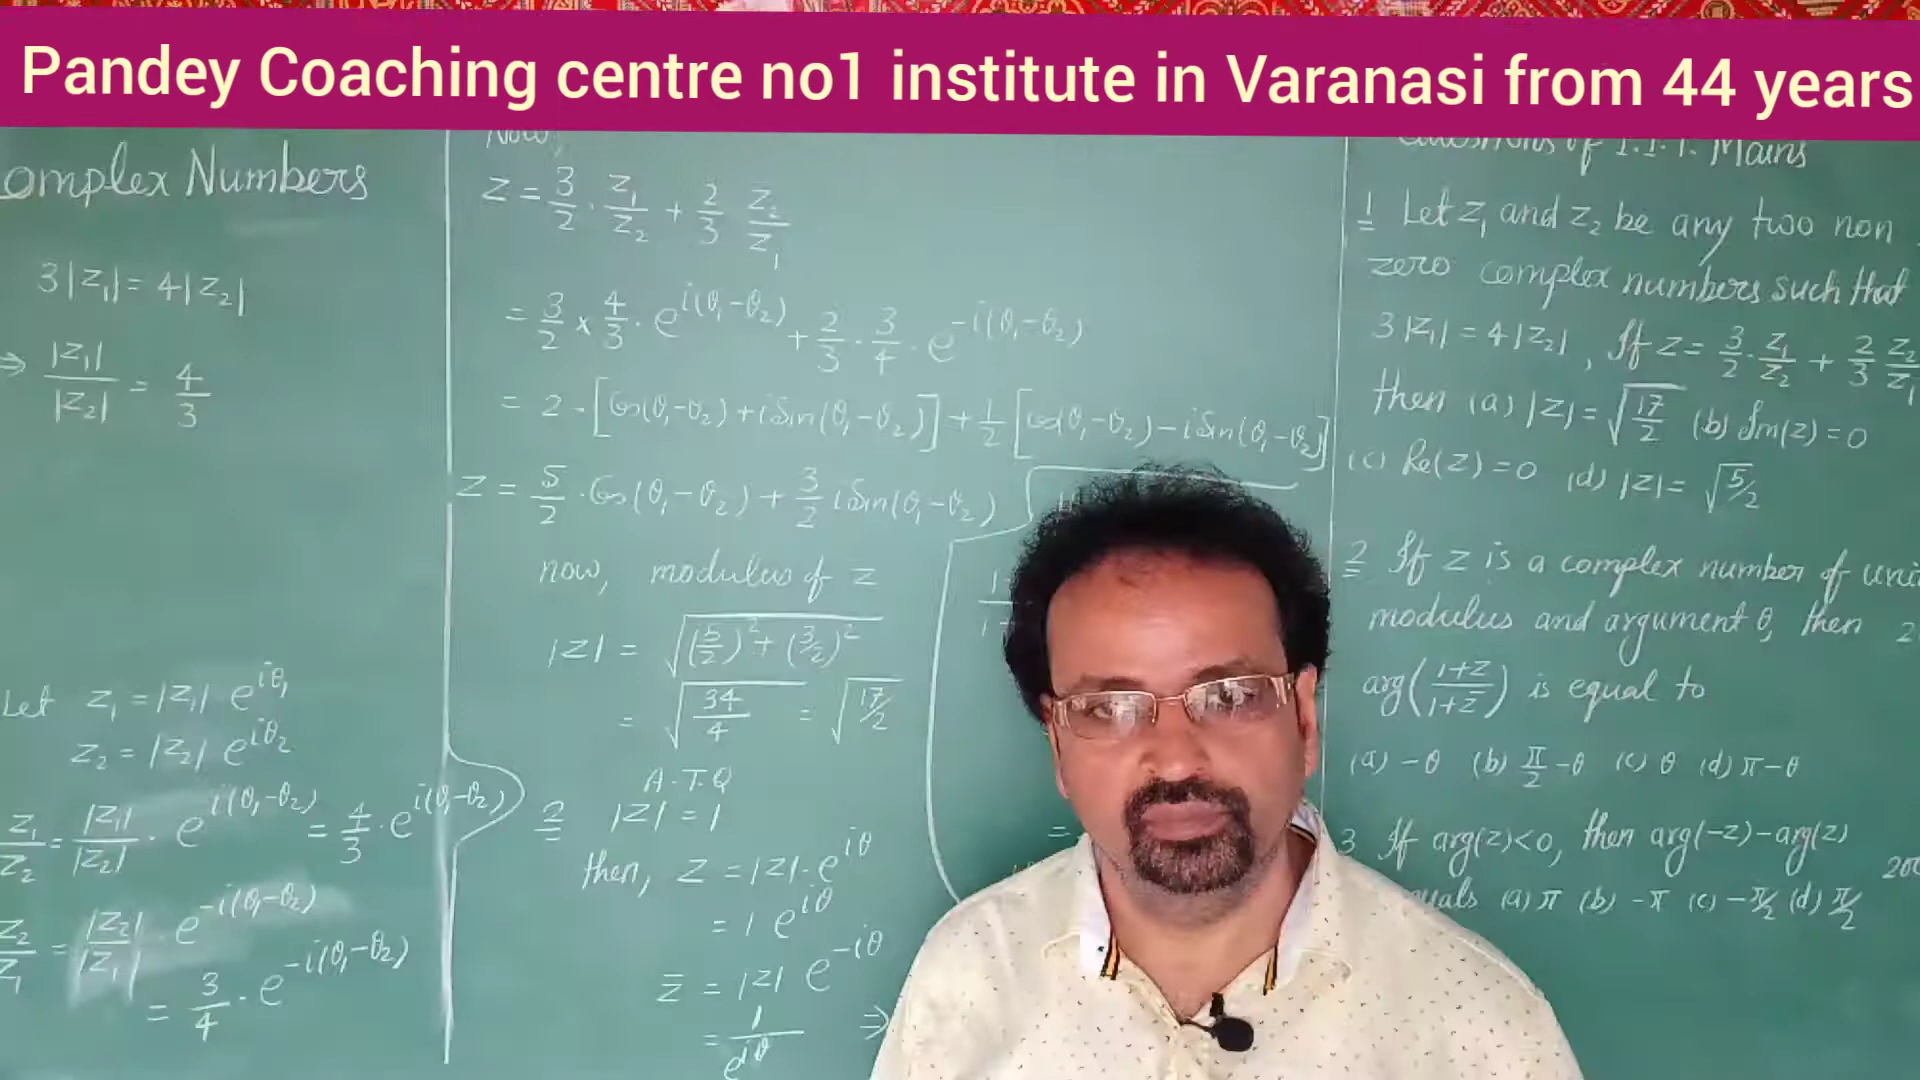 Pandey Coaching centre no1 institute in Varanasi from 44 years
omplex Numbers
3|z₁| = 4|z₂|
⇒ |z₁|/|z₂| = 4/3
Let z₁ = |z₁| e^{iθ₁}
z₂ = |z₂| e^{iθ₂}
z₁/z₂ = |z₁|/|z₂| · e^{i(θ₁-θ₂)} = 4/3 · e^{i(θ₁-θ₂)}
z₂/z₁ = |z₂|/|z₁| · e^{-i(θ₁-θ₂)}
= 3/4 · e^{-i(θ₁-θ₂)}
Now,
z = 3/2 · z₁/z₂ + 2/3 z₂/z₁
= 3/2 × 4/3 · e^{i(θ₁-θ₂)} + 2/3 · 3/4 · e^{-i(θ₁-θ₂)}
= 2 · [Cos(θ₁-θ₂) + i Sin(θ₁-θ₂)] + 1/2 [cos(θ₁-θ₂) - i Sin(θ₁-θ₂)]
z = 5/2 · Cos(θ₁-θ₂) + 3/2 i Sin(θ₁-θ₂)
now, modulus of z
|z| = √((5/2)² + (3/2)²)
= √(34/4) = √(17/2)
A.T.Q
2 |z| = 1
then, z = |z| · e^{iθ}
= 1 e^{iθ}
z̄ = |z| e^{-iθ}
= 1/e^{iθ} ⇒
Questions of I.I.T. Mains
1 Let z₁ and z₂ be any two non
zero complex numbers such that
3|z₁| = 4|z₂|, If z = 3/2 · z₁/z₂ + 2/3 z₂/z₁
then (a) |z| = √(17/2) (b) Im(z) = 0
(c) Re(z) = 0 (d) |z| = √(5/2)
2 If z is a complex number of uni
modulus and argument θ, then 2
arg((1+z)/(1+z̄)) is equal to
(a) -θ (b) π/2 - θ (c) θ (d) π-θ
3 If arg(z)<0, then arg(-z) - arg(z)
quals (a) π (b) -π (c) -π/2 (d) π/2 200